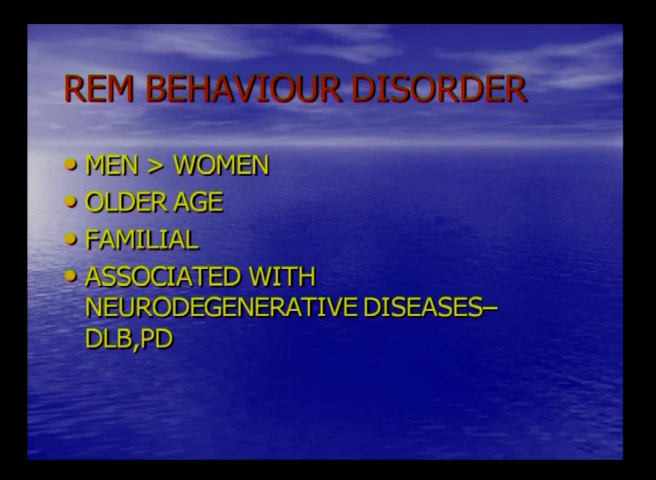 REM BEHAVIOUR DISORDER
• MEN > WOMEN
• OLDER AGE
• FAMILIAL
• ASSOCIATED WITH
NEURODEGENERATIVE DISEASES–
DLB,PD